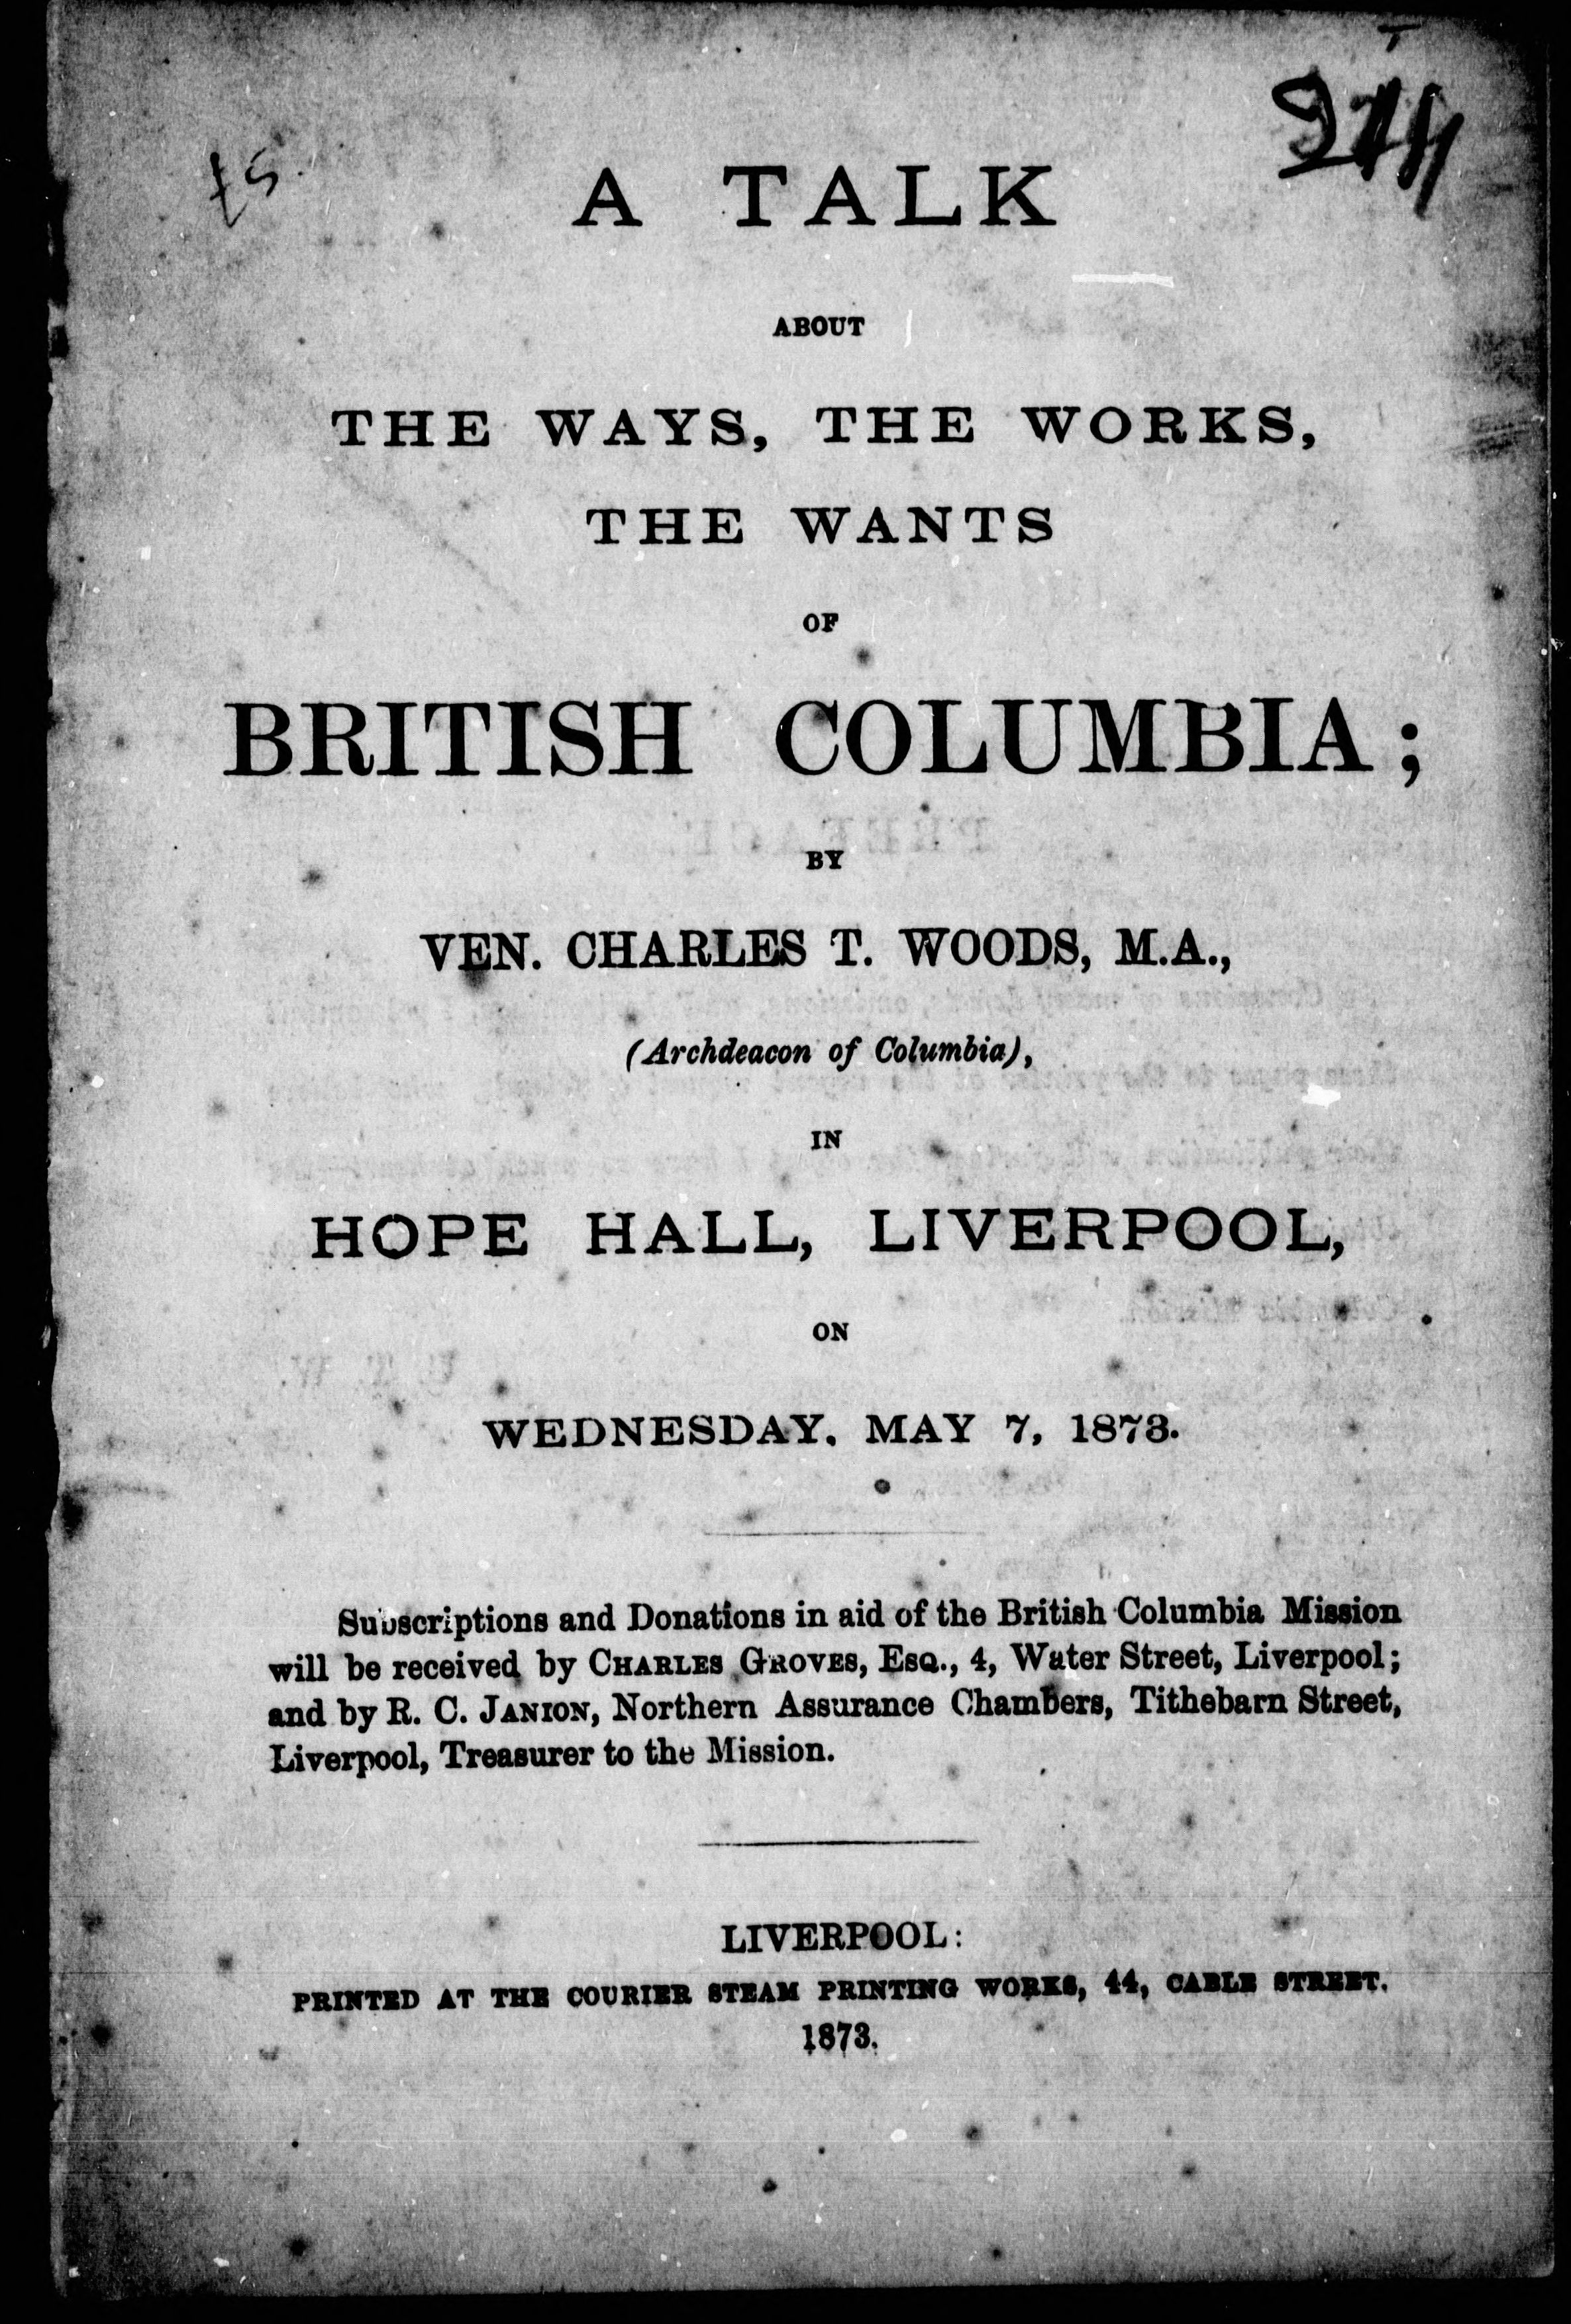 A TALK
ABOUT
THE WAYS, THE WORKS,
THE WANTS
OF
BRITISH COLUMBIA;
BY
VEN. CHARLES T. WOODS, M.A.,
(Archdeacon of Columbia),
IN
HOPE HALL, LIVERPOOL,
ON
WEDNESDAY, MAY 7, 1873.
Subscriptions and Donations in aid of the British Columbia Mission
will be received by CHARLES GROVES, ESQ., 4, Water Street, Liverpool;
and by R. C. JANION, Northern Assurance Chambers, Tithebarn Street,
Liverpool, Treasurer to the Mission.
LIVERPOOL:
PRINTED AT THE COURIER STEAM PRINTING WORKS, 44, CABLE STREET.
1873.